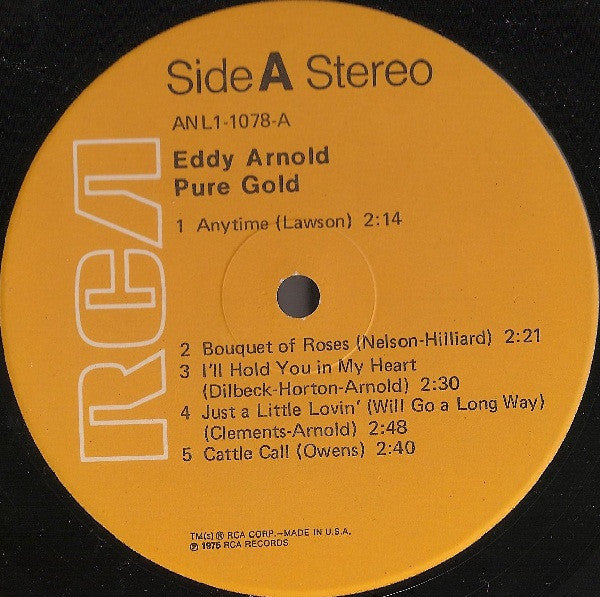 Side A Stereo
ANL1-1078-A
Eddy Arnold
Pure Gold
1 Anytime (Lawson) 2:14
RCA
2 Bouquet of Roses (Nelson-Hilliard) 2:21
3 I'll Hold You in My Heart
(Dilbeck-Horton-Arnold) 2:30
4 Just a Little Lovin' (Will Go a Long Way)
(Clements-Arnold) 2:48
5 Cattle Call (Owens) 2:40
TM(s) ® RCA CORP.—MADE IN U.S.A.
℗ 1975 RCA RECORDS